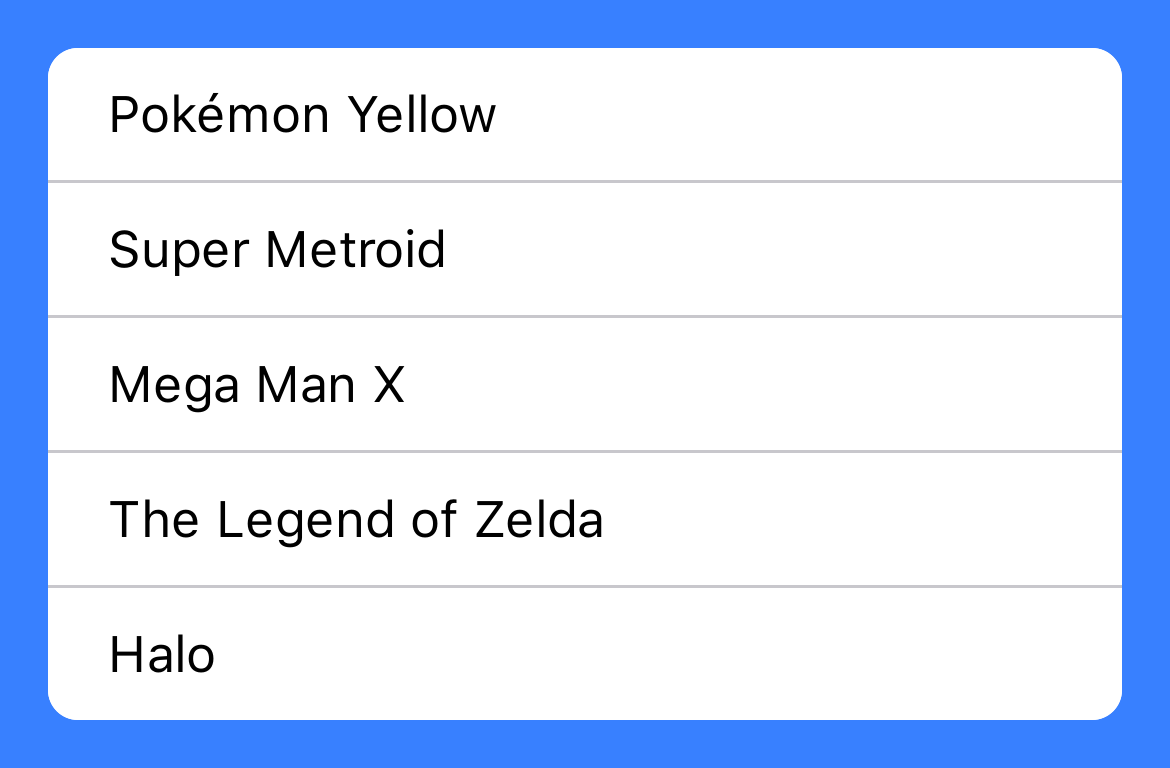 Pokémon Yellow
Super Metroid
Mega Man X
The Legend of Zelda
Halo